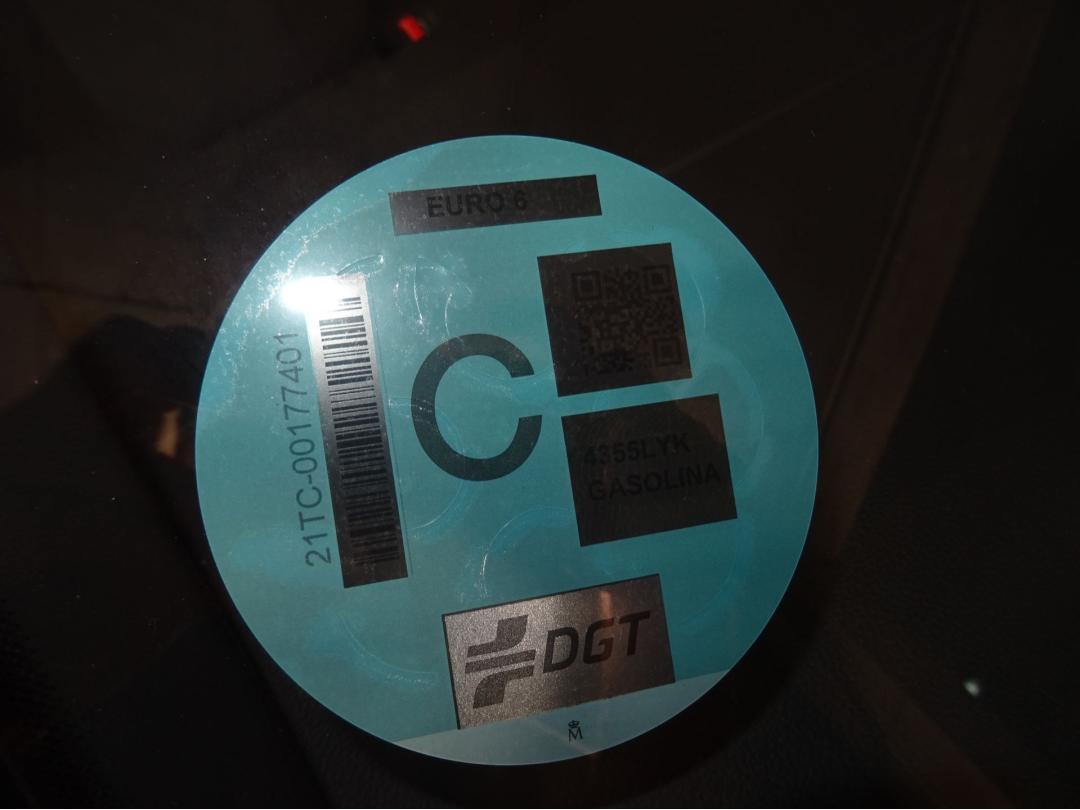 EURO 6
21TC-00177401
C
4355LYK
GASOLINA
DGT
M